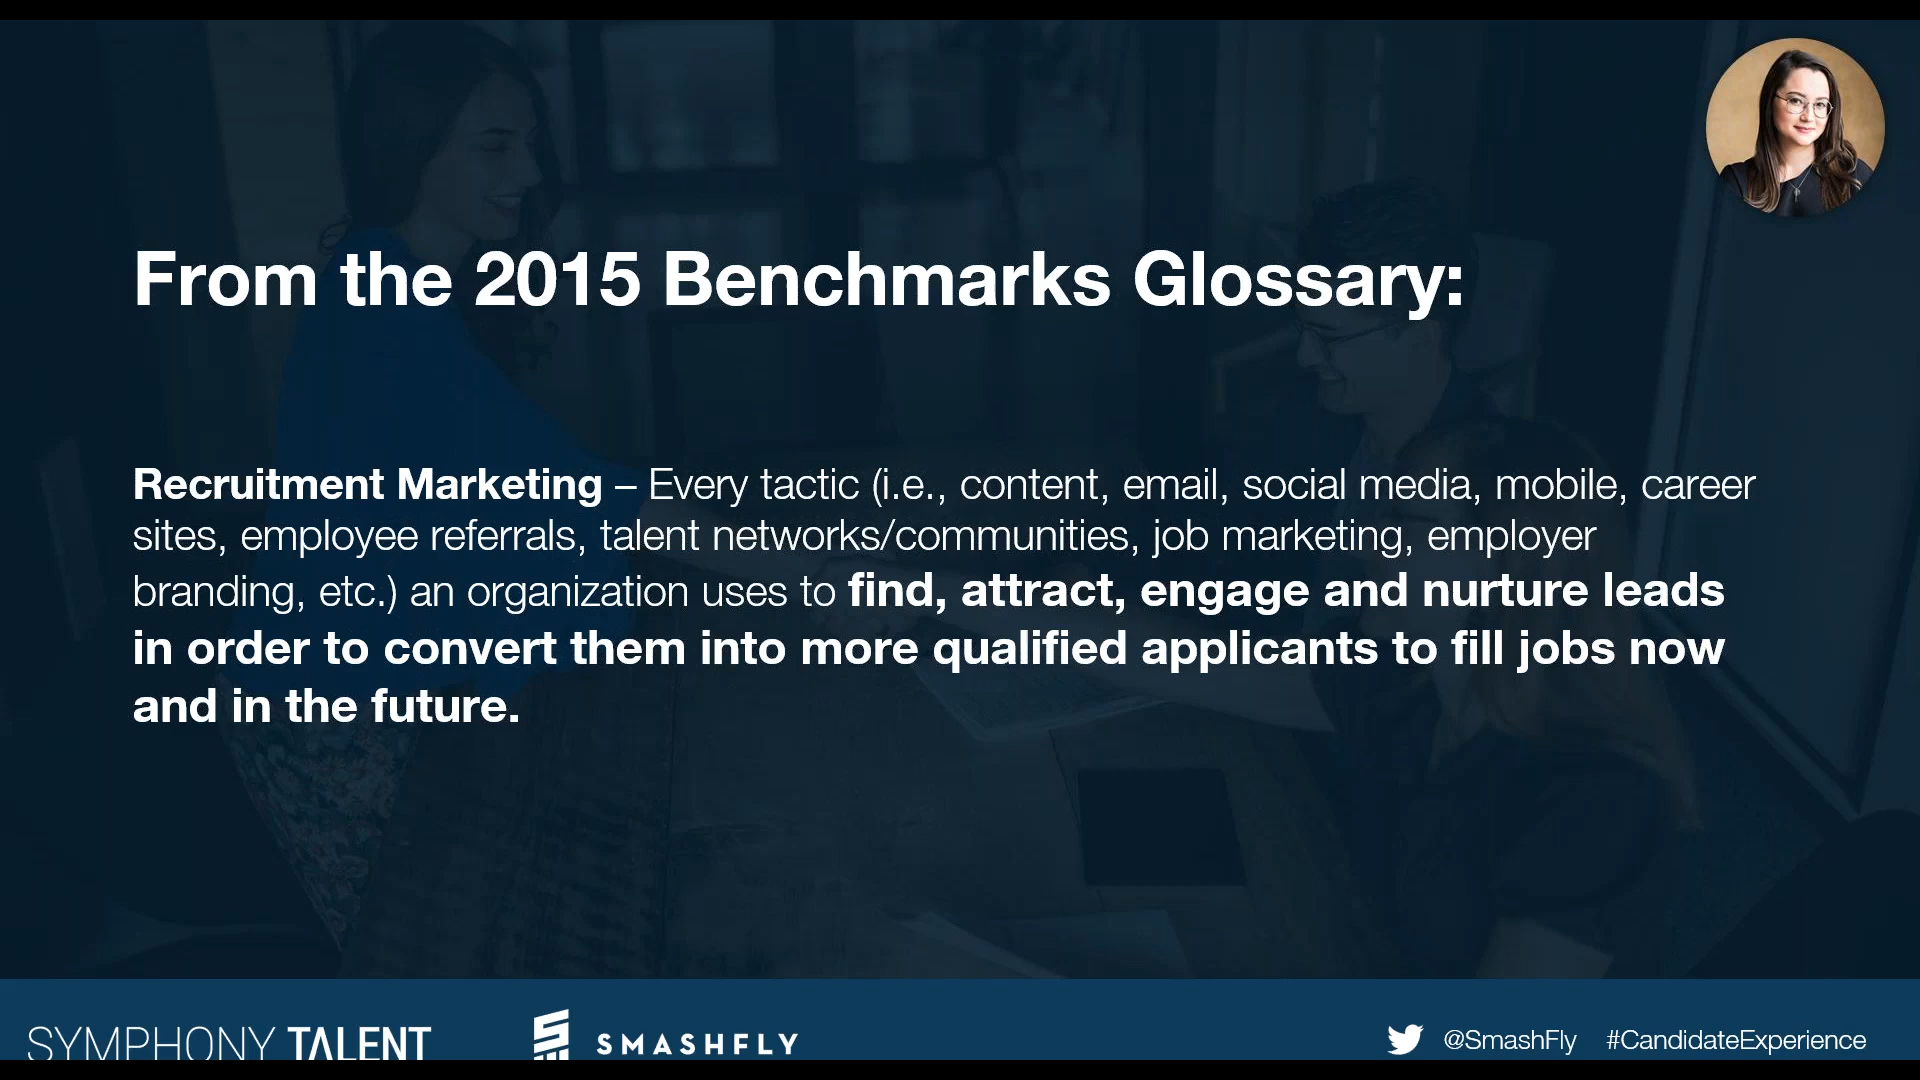 From the 2015 Benchmarks Glossary:
Recruitment Marketing – Every tactic (i.e., content, email, social media, mobile, career
sites, employee referrals, talent networks/communities, job marketing, employer
branding, etc.) an organization uses to find, attract, engage and nurture leads
in order to convert them into more qualified applicants to fill jobs now
and in the future.
SYMPHONY TALENT
SMASHFLY
@SmashFly #CandidateExperience